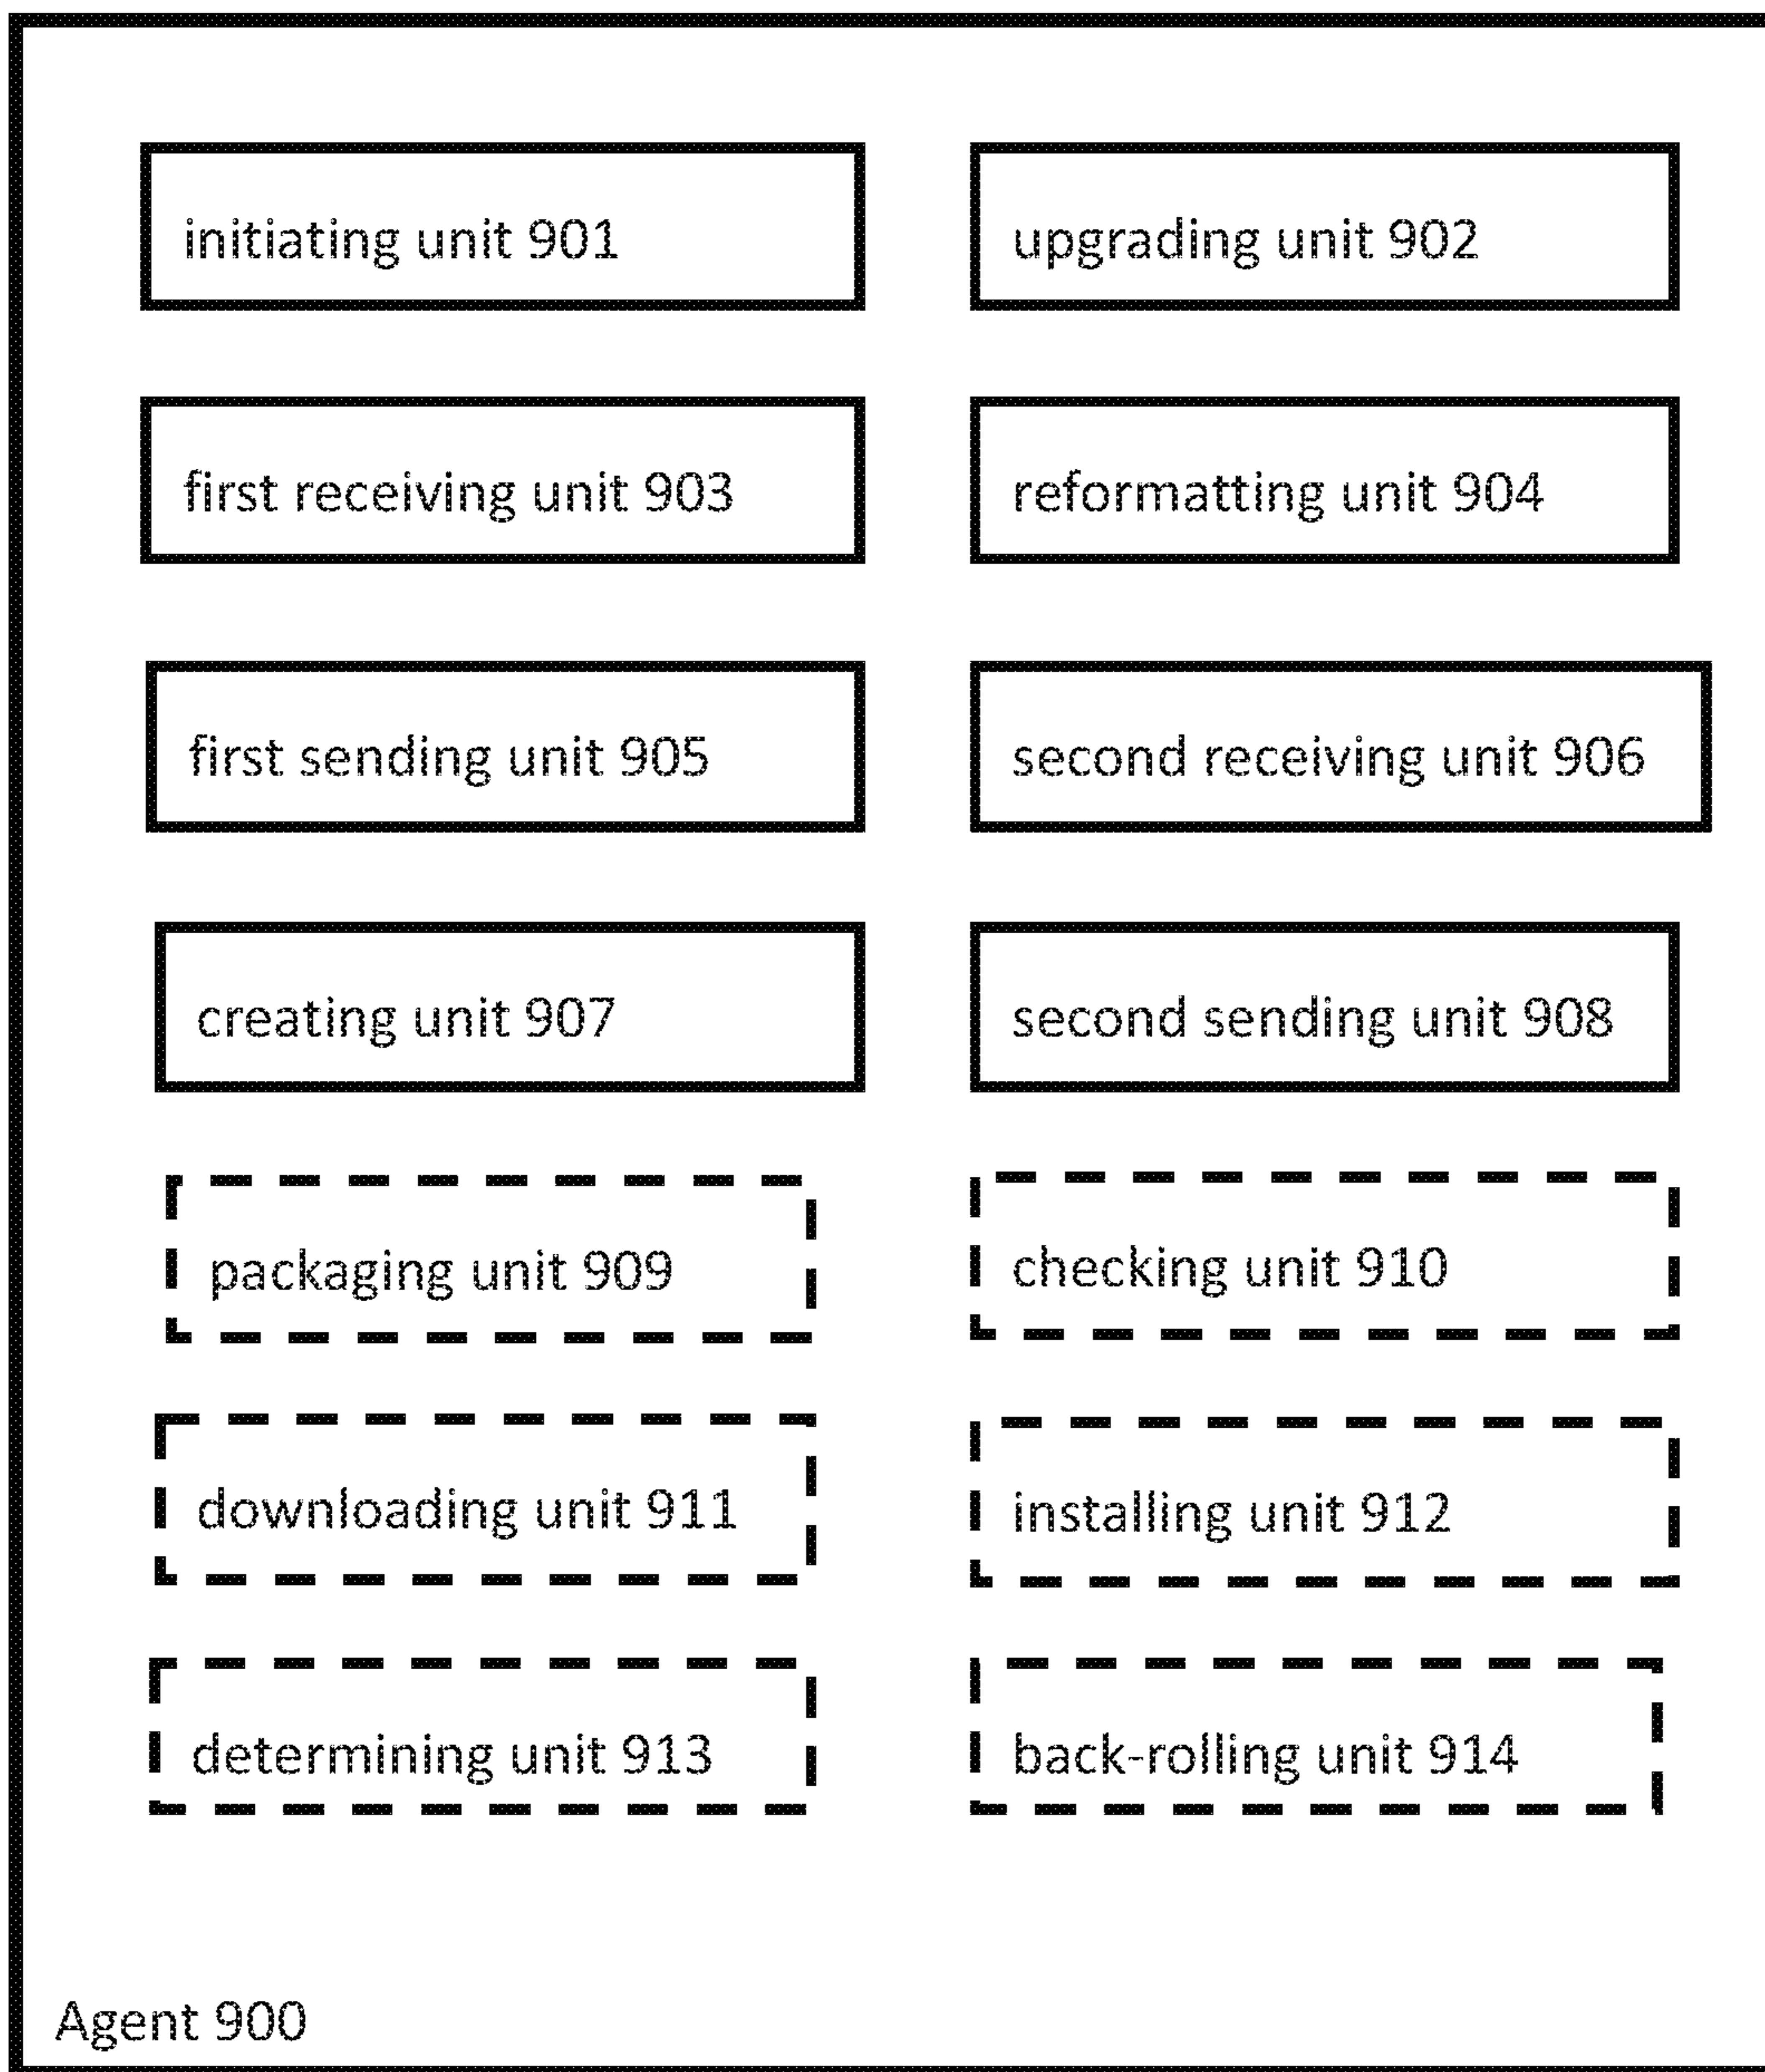 initiating unit 901
upgrading unit 902
first receiving unit 903
reformatting unit 904
first sending unit 905
second receiving unit 906
creating unit 907
second sending unit 908
packaging unit 909
checking unit 910
downloading unit 911
installing unit 912
determining unit 913
back-rolling unit 914
Agent 900